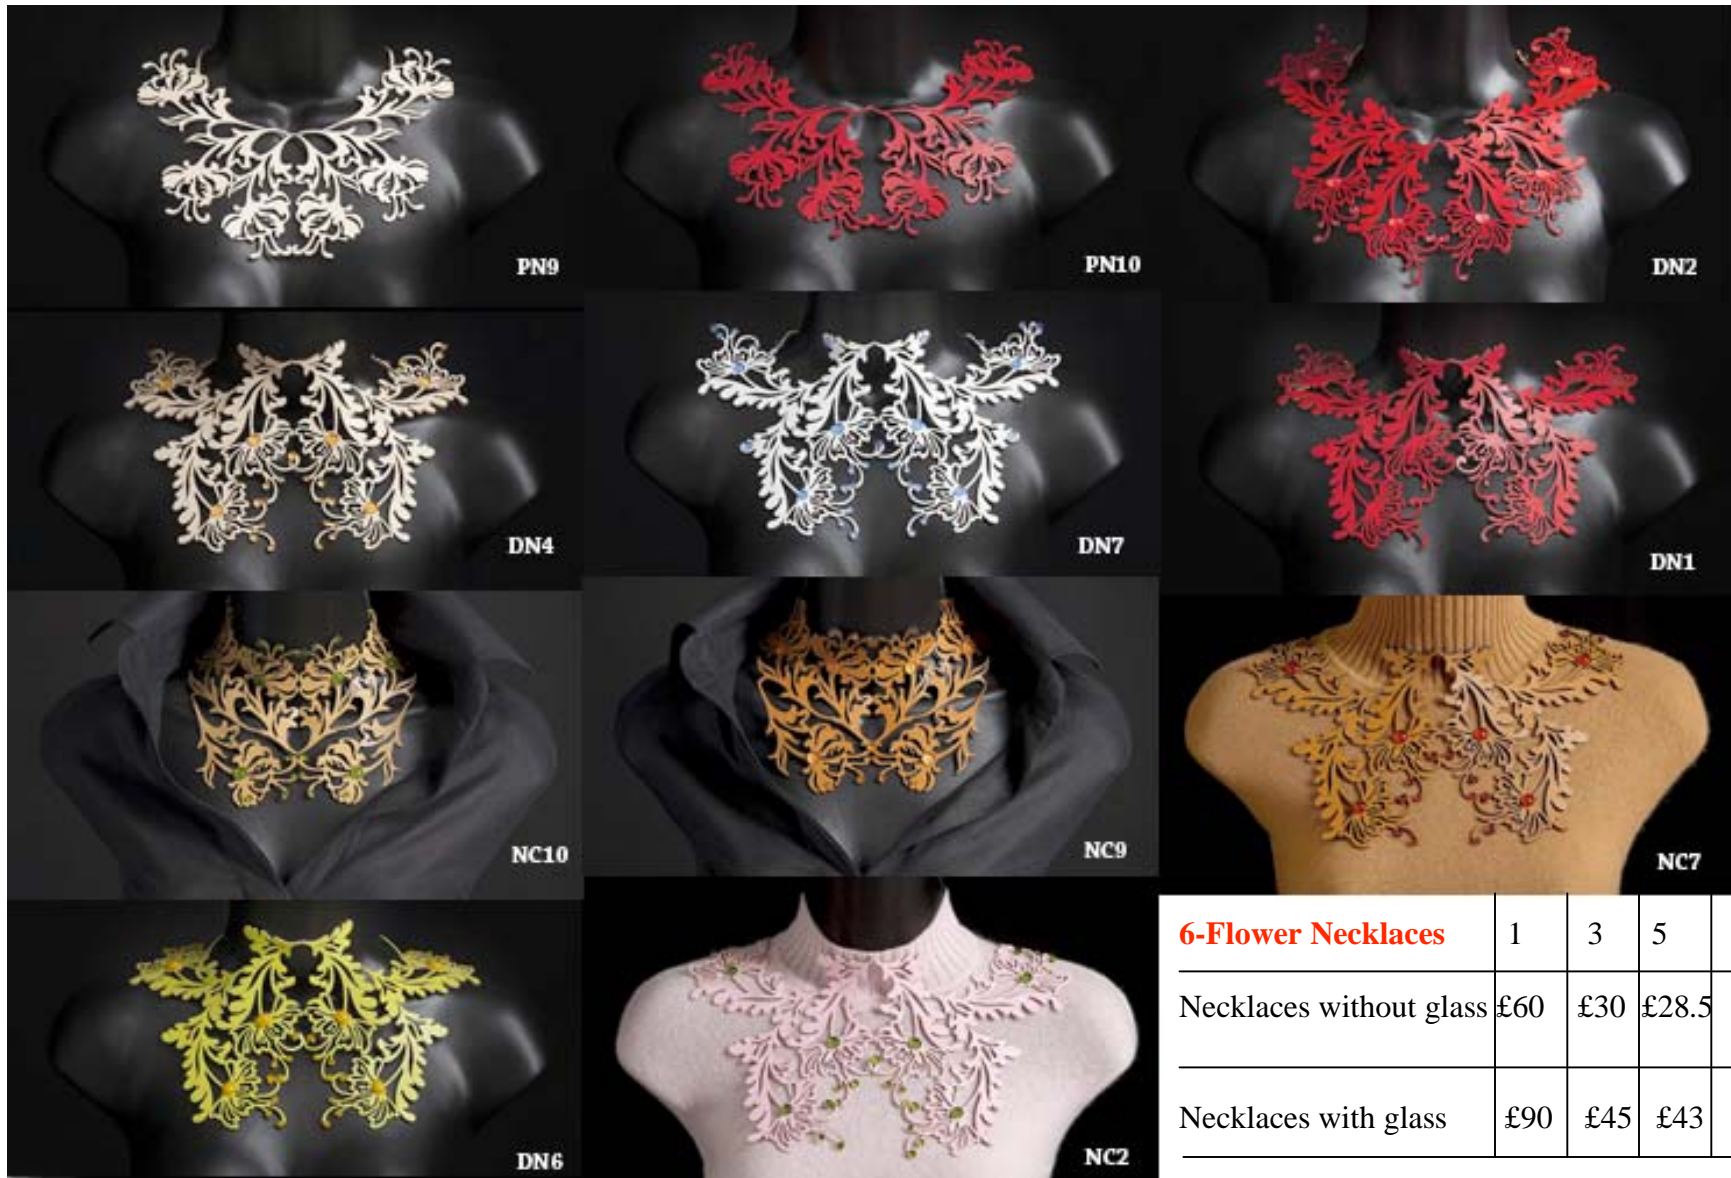 PN9
PN10
DN2
DN4
DN7
DN1
NC10
NC9
NC7
6-Flower Necklaces 1 3 5
Necklaces without glass £60 £30 £28.5
Necklaces with glass £90 £45 £43
DN6
NC2